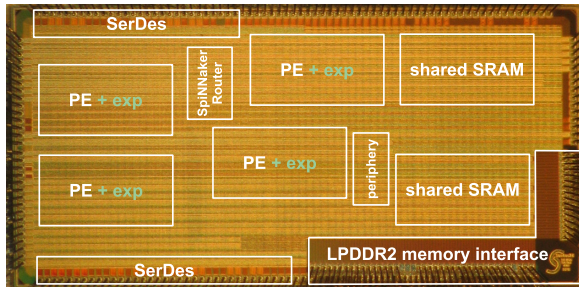 SerDes
SpiNNaker
Router
PE + exp
shared SRAM
PE + exp
PE + exp
periphery
PE + exp
shared SRAM
LPDDR2 memory interface
SerDes